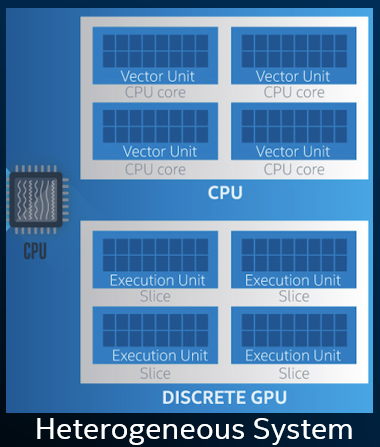 Vector Unit Vector Unit
CPU core CPU core
Vector Unit Vector Unit
CPU core CPU core
CPU
CPU
Execution Unit Execution Unit
Slice Slice
Execution Unit Execution Unit
Slice Slice
DISCRETE GPU
Heterogeneous System